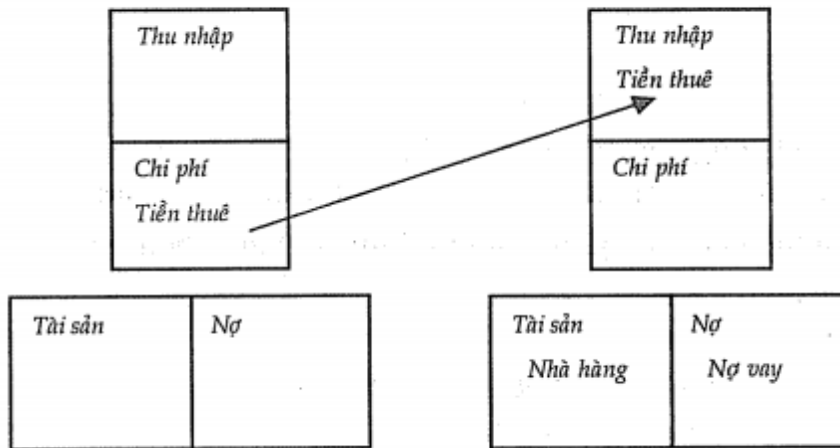 Thu nhập
Chi phí
Tiền thuê
Tài sản
Nợ
Thu nhập
Tiền thuê
Chi phí
Tài sản
Nhà hàng
Nợ
Nợ vay